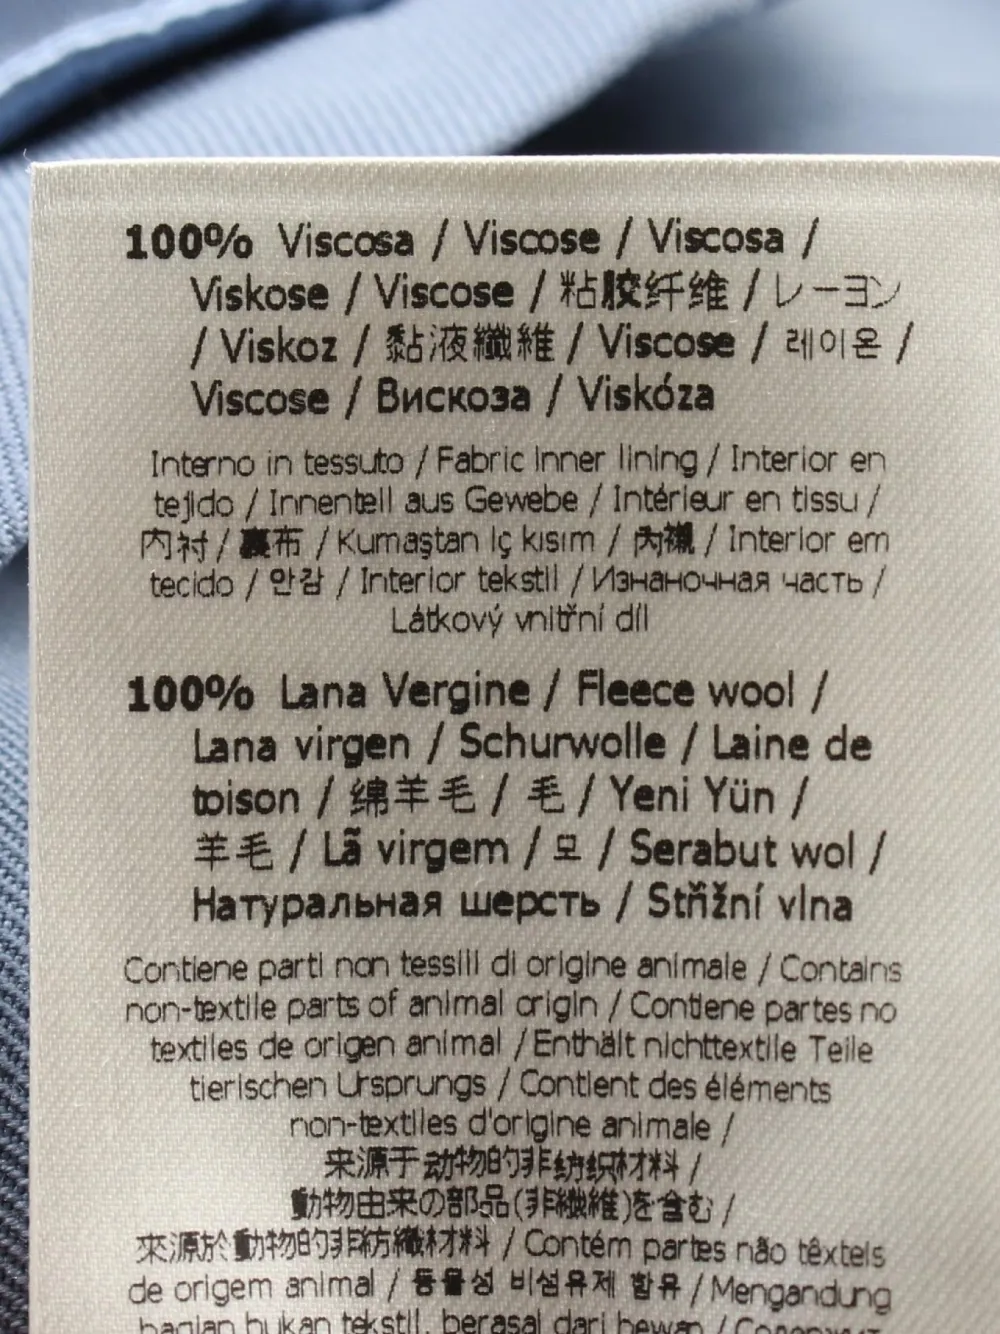 100% Viscosa / Viscose / Viscosa /
Viskose / Viscose / 粘胶纤维 / レーヨン
/ Viskoz / 黏液纖維 / Viscose / 레이온 /
Viscose / Вискоза / Viskóza
Interno in tessuto / Fabric inner lining / Interior en
tejido / Innenteil aus Gewebe / Intérieur en tissu /
内衬 / 裏布 / Kumaştan iç kısım / 內襯 / Interior em
tecido / 안감 / Interior tekstil / Изнаночная часть /
Látkový vnitřní díl
100% Lana Vergine / Fleece wool /
Lana virgen / Schurwolle / Laine de
toison / 绵羊毛 / 毛 / Yeni Yün /
羊毛 / Lã virgem / 모 / Serabut wol /
Натуральная шерсть / Střižní vlna
Contiene parti non tessili di origine animale / Contains
non-textile parts of animal origin / Contiene partes no
textiles de origen animal / Enthält nichttextile Teile
tierischen Ursprungs / Contient des éléments
non-textiles d'origine animale /
来源于动物的非纺织材料 /
動物由来の部品(非繊維)を含む /
來源於動物的非紡織材料 / Contém partes não têxteis
de origem animal / 동물성 비섬유제 함유 / Mengandung
bagian bukan tekstil, berasal dari hewan / Содержит